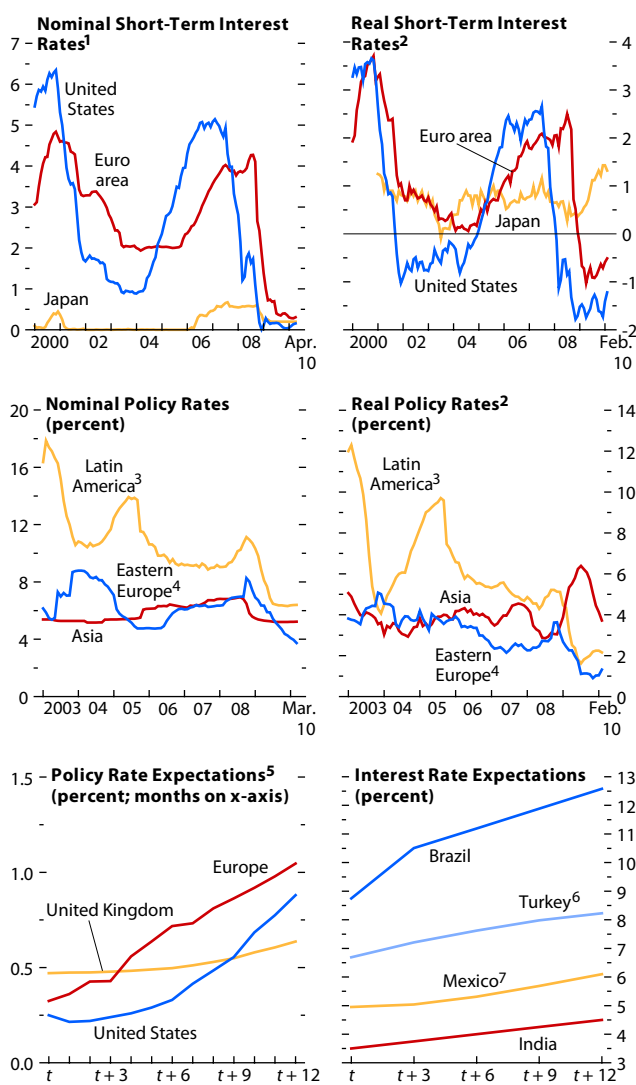 Nominal Short-Term Interest
Rates1
7
6
5
4
3
2
1
0
United
States
Euro
area
Japan
2000 02 04 06 08 Apr.
10
Real Short-Term Interest
Rates2
4
3
2
1
0
-1
-2
Euro area
Japan
United States
2000 02 04 06 08 Feb.
10
Nominal Policy Rates
(percent)
20
16
12
8
4
0
Latin
America3
Eastern
Europe4
Asia
2003 04 05 06 07 08 Mar.
10
Real Policy Rates2
(percent)
14
12
10
8
6
4
2
0
Latin
America3
Asia
Eastern
Europe4
2003 04 05 06 07 08 Feb.
10
Policy Rate Expectations5
(percent; months on x-axis)
1.5
1.0
0.5
0.0
Europe
United Kingdom
United States
t t + 3 t + 6 t + 9 t + 12
Interest Rate Expectations
(percent)
13
12
11
10
9
8
7
6
5
4
3
Brazil
Turkey6
Mexico7
India
t t + 3 t + 6 t + 9 t + 12